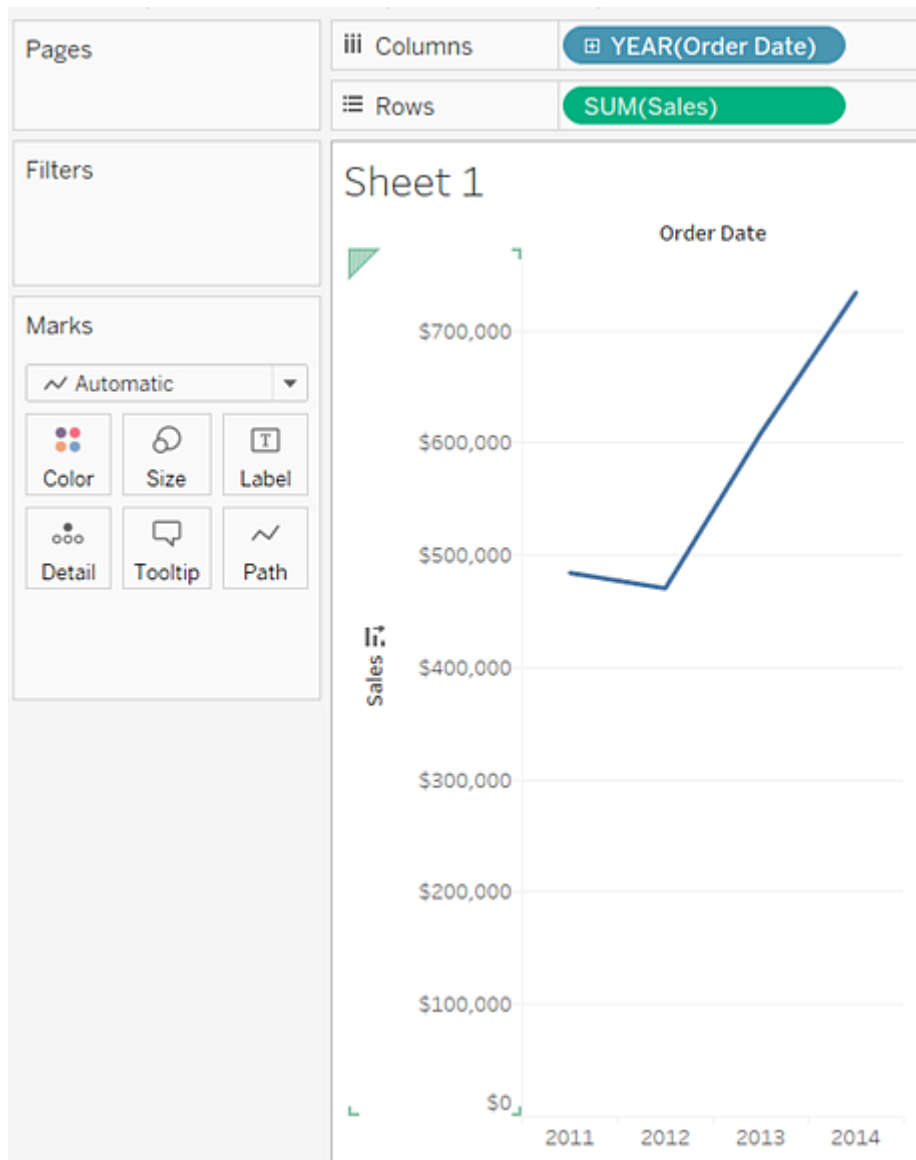 Pages
Columns
YEAR(Order Date)
Rows
SUM(Sales)
Filters
Sheet 1
Order Date
Marks
Automatic
Color
Size
Label
Detail
Tooltip
Path
Sales
$700,000
$600,000
$500,000
$400,000
$300,000
$200,000
$100,000
$0
2011
2012
2013
2014